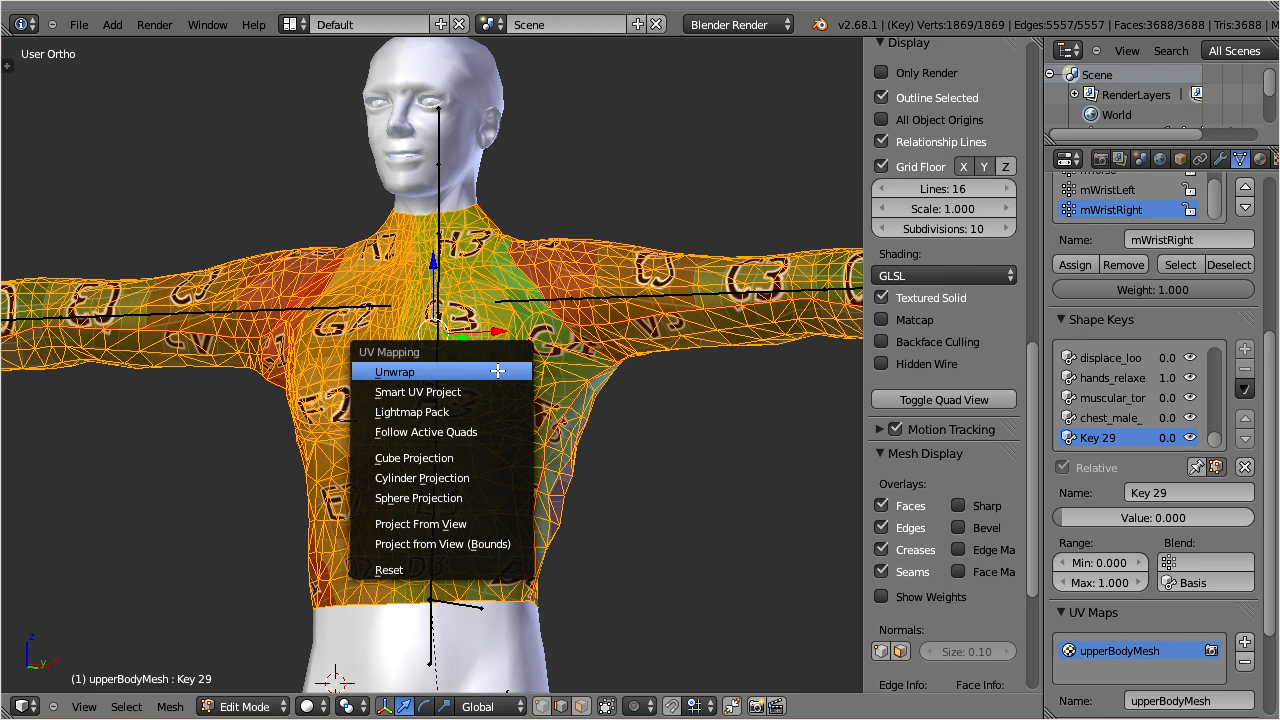 File Add Render Window Help Default Scene Blender Render v2.68.1 | (Key) Verts:1869/1869 | Edges:5557/5557 | Faces:3688/3688 | Tris:3688 | M
User Ortho
UV Mapping
Unwrap
Smart UV Project
Lightmap Pack
Follow Active Quads
Cube Projection
Cylinder Projection
Sphere Projection
Project From View
Project from View (Bounds)
Reset
A2 H3
G2 G3
C3
F2
z
y x
(1) upperBodyMesh : Key 29
View Select Mesh Edit Mode Global
Display
Only Render
Outline Selected
All Object Origins
Relationship Lines
Grid Floor X Y Z
Lines: 16
Scale: 1.000
Subdivisions: 10
Shading:
GLSL
Textured Solid
Matcap
Backface Culling
Hidden Wire
Toggle Quad View
Motion Tracking
Mesh Display
Overlays:
Faces Sharp
Edges Bevel
Creases Edge Ma
Seams Face Ma
Show Weights
Normals:
Size: 0.10
Edge Info: Face Info:
View Search All Scenes
Scene
RenderLayers |
World
mWristLeft
mWristRight
Name: mWristRight
Assign Remove Select Deselect
Weight: 1.000
Shape Keys
displace_loo 0.0
hands_relaxe 1.0
muscular_tor 0.0
chest_male_ 0.0
Key 29 0.0
Relative
Name: Key 29
Value: 0.000
Range: Blend:
Min: 0.000
Max: 1.000 Basis
UV Maps
upperBodyMesh
Name: upperBodyMesh